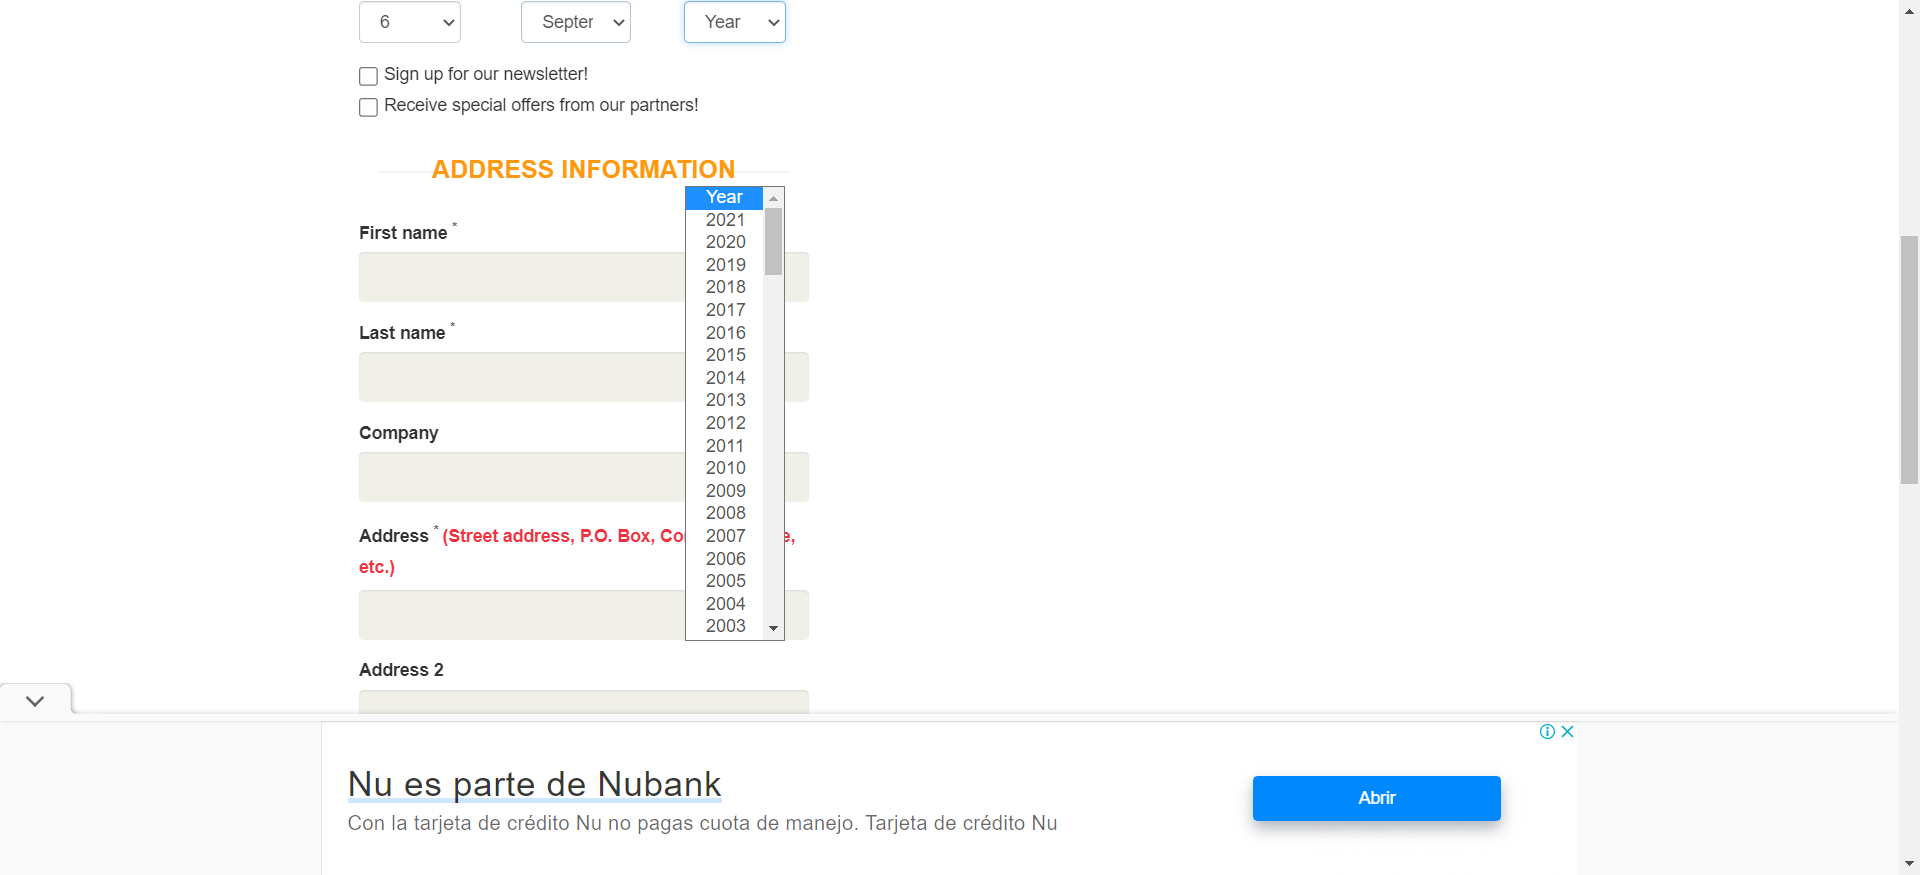 6 Septer Year
Sign up for our newsletter!
Receive special offers from our partners!
ADDRESS INFORMATION
Year
2021
2020
2019
2018
2017
2016
2015
2014
2013
2012
2011
2010
2009
2008
2007
2006
2005
2004
2003
First name *
Last name *
Company
Address * (Street address, P.O. Box,
etc.)
Address 2
Nu es parte de Nubank
Con la tarjeta de crédito Nu no pagas cuota de manejo. Tarjeta de crédito Nu
Abrir